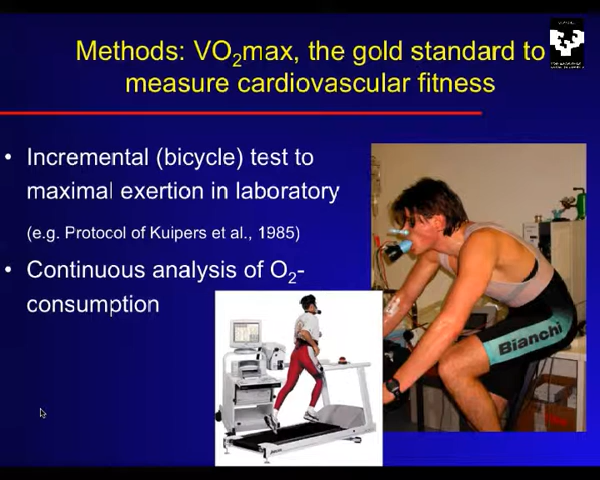 Methods: VO2max, the gold standard to
measure cardiovascular fitness
• Incremental (bicycle) test to
maximal exertion in laboratory
(e.g. Protocol of Kuipers et al., 1985)
• Continuous analysis of O2-
consumption
Bianchi